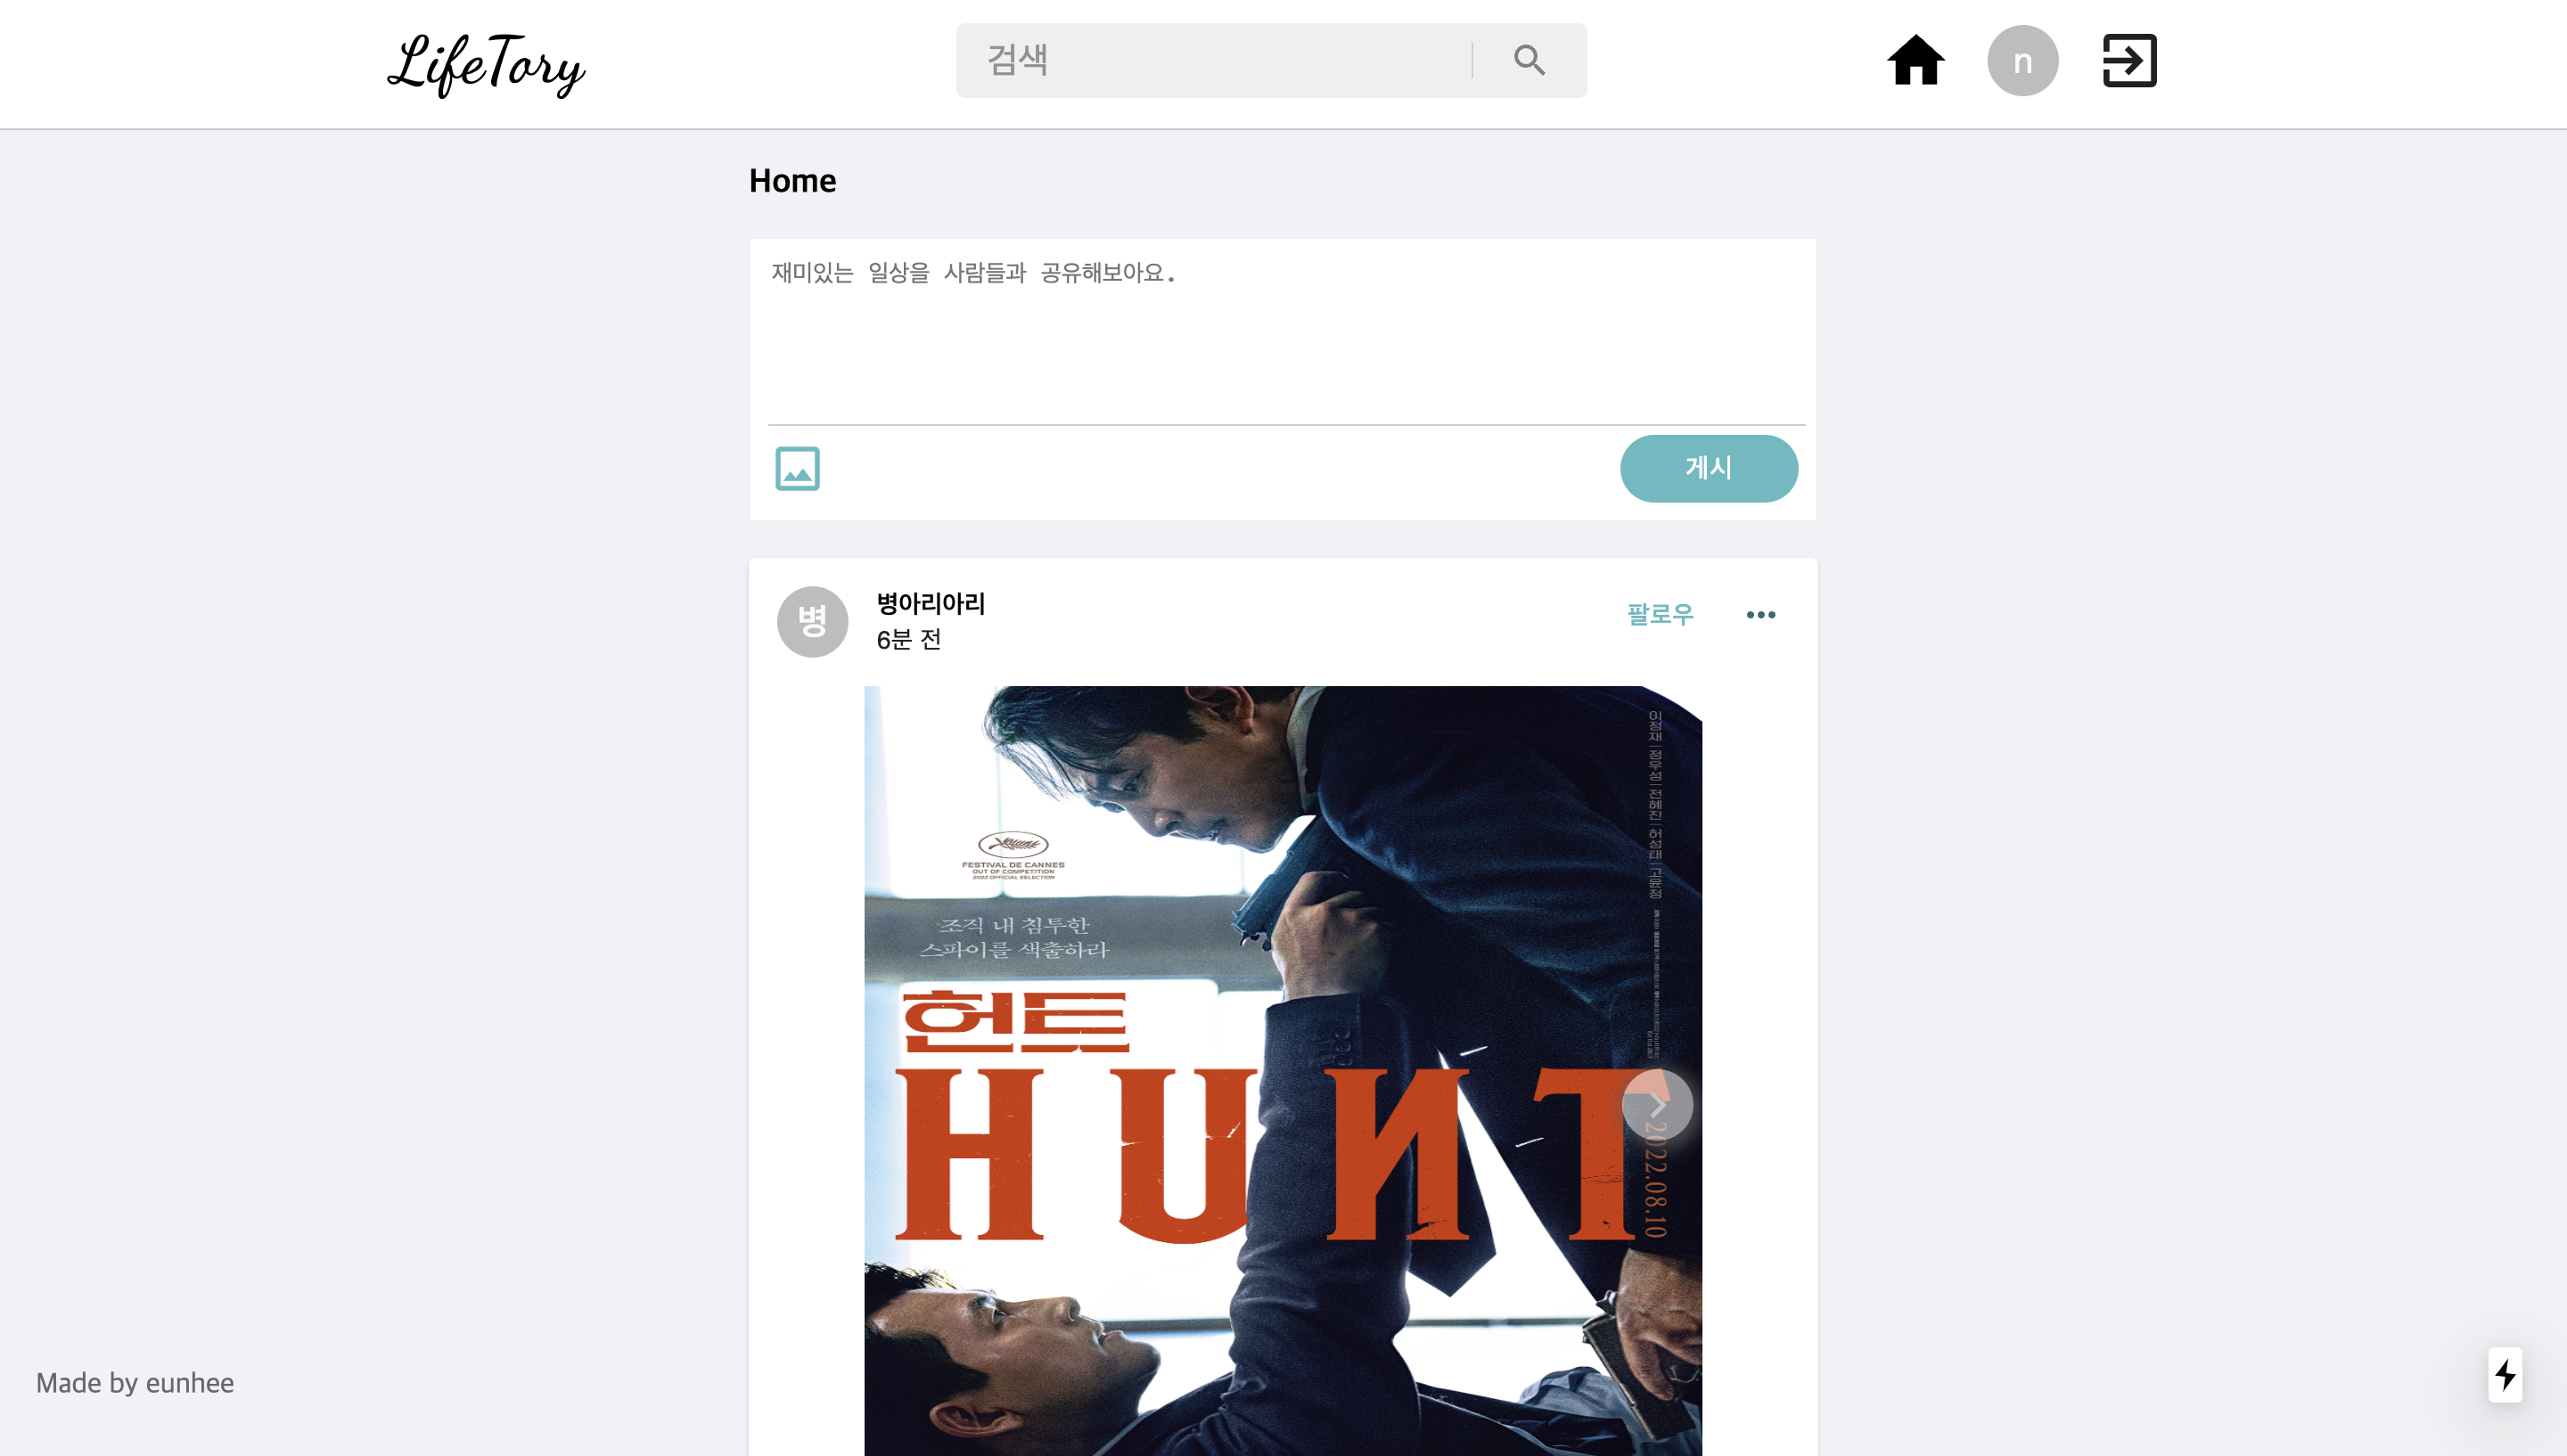 LifeTory
검색
n
Home
재미있는 일상을 사람들과 공유해보아요.
게시
병
병아리아리
6분 전
팔로우
이정재 정우성 전혜진 허성태 고윤정
FESTIVAL DE CANNES
OUT OF COMPETITION
2022 OFFICIAL SELECTION
조직 내 침투한
스파이를 색출하라
헌트
HUNT
2022.08.10
Made by eunhee